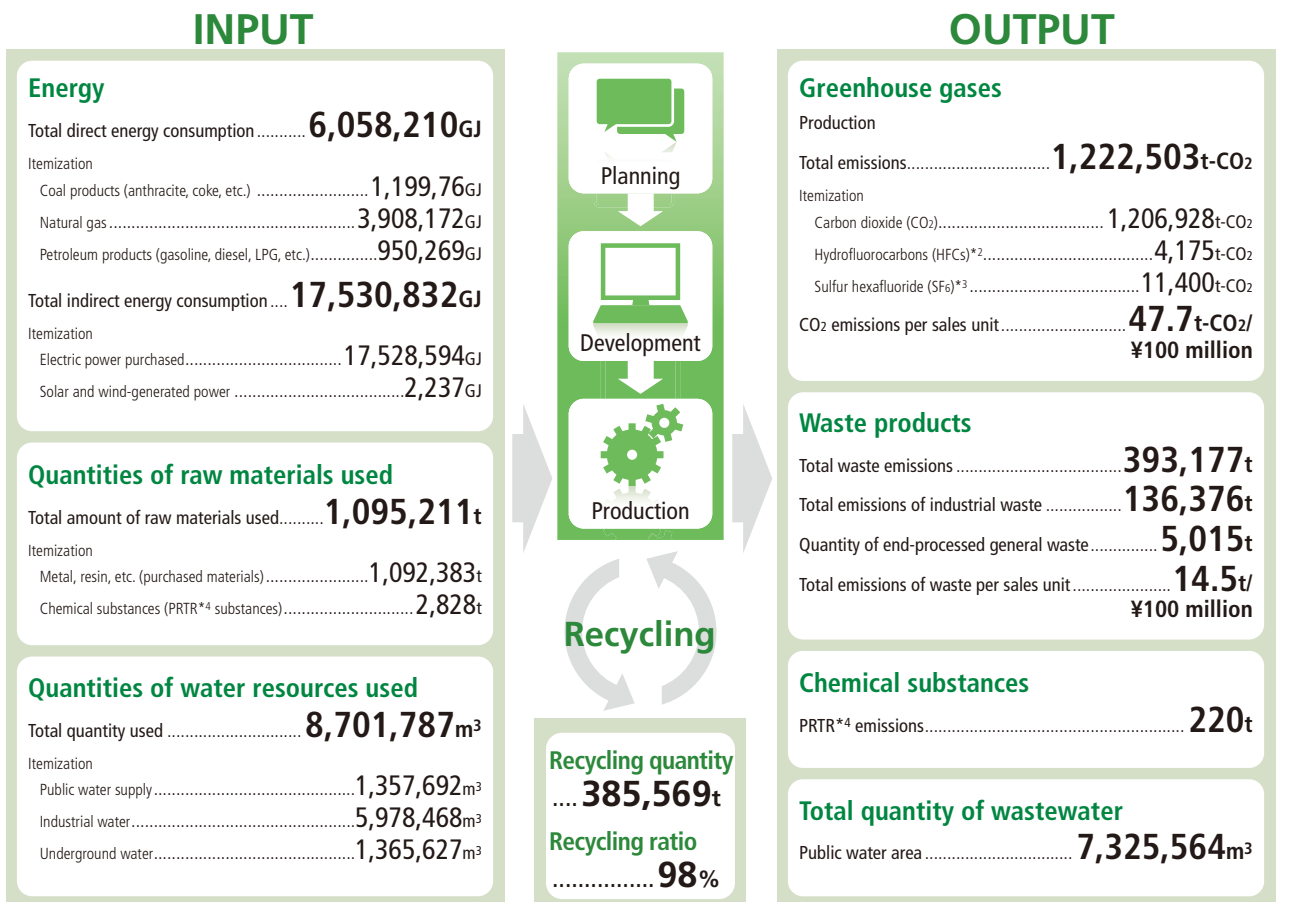 INPUT
Energy
Total direct energy consumption ........... 6,058,210GJ
Itemization
Coal products (anthracite, coke, etc.) ........................... 1,199,76GJ
Natural gas ............................................................ 3,908,172GJ
Petroleum products (gasoline, diesel, LPG, etc.)................ 950,269GJ
Total indirect energy consumption .... 17,530,832GJ
Itemization
Electric power purchased...................................... 17,528,594GJ
Solar and wind-generated power ......................................... 2,237GJ
Quantities of raw materials used
Total amount of raw materials used......... 1,095,211t
Itemization
Metal, resin, etc. (purchased materials) ......................... 1,092,383t
Chemical substances (PRTR*4 substances)............................... 2,828t
Quantities of water resources used
Total quantity used ........................... 8,701,787m3
Itemization
Public water supply ................................................ 1,357,692m3
Industrial water...................................................... 5,978,468m3
Underground water................................................. 1,365,627m3
Planning
Development
Production
Recycling
Recycling quantity
.... 385,569t
Recycling ratio
................ 98%
OUTPUT
Greenhouse gases
Production
Total emissions............................. 1,222,503t-CO2
Itemization
Carbon dioxide (CO2)................................... 1,206,928t-CO2
Hydrofluorocarbons (HFCs)*2......................................... 4,175t-CO2
Sulfur hexafluoride (SF6)*3 .......................................... 11,400t-CO2
CO2 emissions per sales unit........................... 47.7t-CO2/
¥100 million
Waste products
Total waste emissions ................................... 393,177t
Total emissions of industrial waste ................ 136,376t
Quantity of end-processed general waste............... 5,015t
Total emissions of waste per sales unit..................... 14.5t/
¥100 million
Chemical substances
PRTR*4 emissions....................................................... 220t
Total quantity of wastewater
Public water area ................................ 7,325,564m3